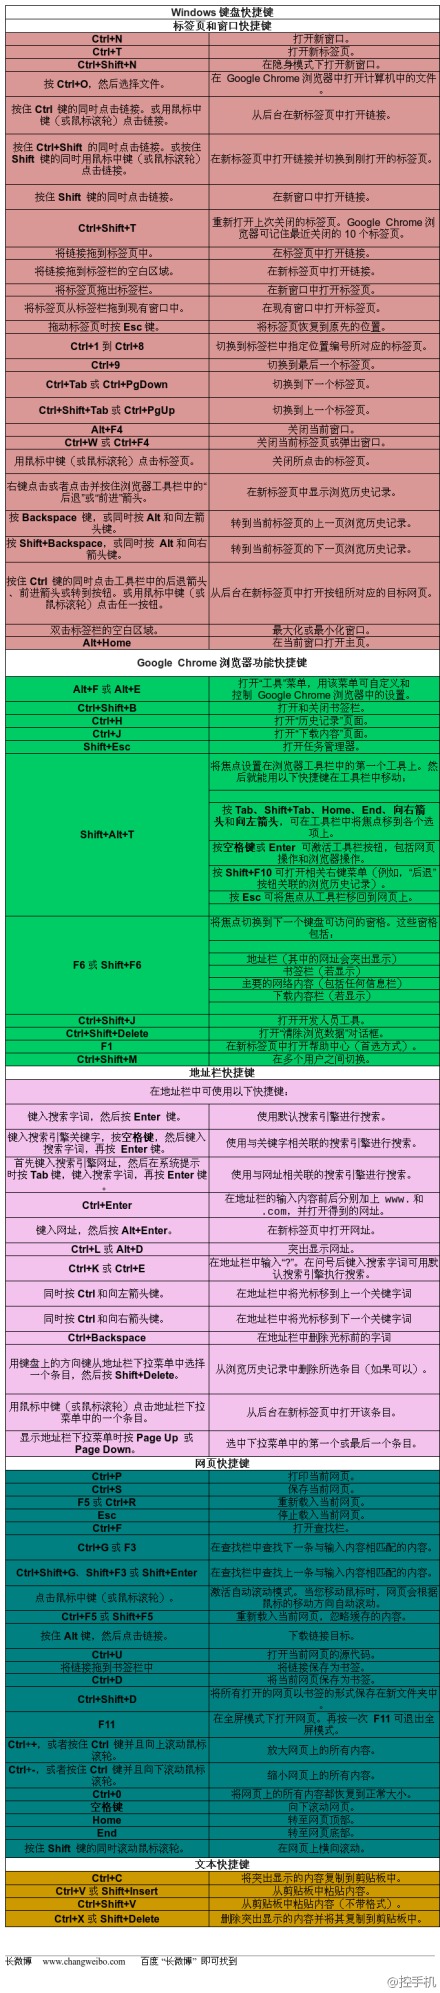 Windows 键盘快捷键
标签页和窗口快捷键
Ctrl+N 打开新窗口。
Ctrl+T 打开新标签页。
Ctrl+Shift+N 在隐身模式下打开新窗口。
按 Ctrl+O，然后选择文件。 在 Google Chrome 浏览器中打开计算机中的文件
。
按住 Ctrl 键的同时点击链接。或用鼠标中
键（或鼠标滚轮）点击链接。
从后台在新标签页中打开链接。
按住 Ctrl+Shift 的同时点击链接。或按住
Shift 键的同时用鼠标中键（或鼠标滚轮）
点击链接。
在新标签页中打开链接并切换到刚打开的标签页。
按住 Shift 键的同时点击链接。 在新窗口中打开链接。
Ctrl+Shift+T
重新打开上次关闭的标签页。Google Chrome 浏
览器可记住最近关闭的 10 个标签页。
将链接拖到标签页中。 在标签页中打开链接。
将链接拖到标签栏的空白区域。 在新标签页中打开链接。
将标签页拖出标签栏。 在新窗口中打开标签页。
将标签页从标签栏拖到现有窗口中。 在现有窗口中打开标签页。
拖动标签页时按 Esc 键。 将标签页恢复到原先的位置。
Ctrl+1 到 Ctrl+8 切换到标签栏中指定位置编号所对应的标签页。
Ctrl+9 切换到最后一个标签页。
Ctrl+Tab 或 Ctrl+PgDown 切换到下一个标签页。
Ctrl+Shift+Tab 或 Ctrl+PgUp 切换到上一个标签页。
Alt+F4 关闭当前窗口。
Ctrl+W 或 Ctrl+F4 关闭当前标签页或弹出窗口。
用鼠标中键（或鼠标滚轮）点击标签页。 关闭所点击的标签页。
右键点击或者点击并按住浏览器工具栏中的“
后退”或“前进”箭头。
在新标签页中显示浏览历史记录。
按 Backspace 键，或同时按 Alt 和向左箭
头键。
转到当前标签页的上一页浏览历史记录。
按 Shift+Backspace，或同时按 Alt 和向右
箭头键。
转到当前标签页的下一页浏览历史记录。
按住 Ctrl 键的同时点击工具栏中的后退箭头
、前进箭头或转到按钮。或用鼠标中键（或
鼠标滚轮）点击任一按钮。
从后台在新标签页中打开按钮所对应的目标网页。
双击标签栏的空白区域。 最大化或最小化窗口。
Alt+Home 在当前窗口打开主页。
Google Chrome 浏览器功能快捷键
Alt+F 或 Alt+E
打开“工具”菜单，用该菜单可自定义和
控制 Google Chrome 浏览器中的设置。
Ctrl+Shift+B 打开和关闭书签栏。
Ctrl+H 打开“历史记录”页面。
Ctrl+J 打开“下载内容”页面。
Shift+Esc 打开任务管理器。
Shift+Alt+T
将焦点设置在浏览器工具栏中的第一个工具上。然
后就能用以下快捷键在工具栏中移动：
按 Tab、Shift+Tab、Home、End、向右箭
头和向左箭头，可在工具栏中将焦点移到各个选
项上。
按空格键或 Enter 可激活工具栏按钮，包括网页
操作和浏览器操作。
按 Shift+F10 可打开相关右键菜单（例如，“后退”
按钮关联的浏览历史记录）。
按 Esc 可将焦点从工具栏移回到网页上。
F6 或 Shift+F6
将焦点切换到下一个键盘可访问的窗格。这些窗格
包括：
地址栏（其中的网址会突出显示）
书签栏（若显示）
主要的网络内容（包括任何信息栏）
下载内容栏（若显示）
Ctrl+Shift+J 打开开发人员工具。
Ctrl+Shift+Delete 打开“清除浏览数据”对话框。
F1 在新标签页中打开帮助中心（首选方式）。
Ctrl+Shift+M 在多个用户之间切换。
地址栏快捷键
在地址栏中可使用以下快捷键：
键入搜索字词，然后按 Enter 键。 使用默认搜索引擎进行搜索。
键入搜索引擎关键字，按空格键，然后键入
搜索字词，再按 Enter 键。
使用与关键字相关联的搜索引擎进行搜索。
首先键入搜索引擎网址，然后在系统提示
时按 Tab 键，键入搜索字词，再按 Enter 键
。
使用与网址相关联的搜索引擎进行搜索。
Ctrl+Enter
在地址栏的输入内容前后分别加上 www. 和
.com，并打开得到的网址。
键入网址，然后按 Alt+Enter。 在新标签页中打开网址。
Ctrl+L 或 Alt+D 突出显示网址。
Ctrl+K 或 Ctrl+E
在地址栏中输入“?”。在问号后键入搜索字词可用默
认搜索引擎执行搜索。
同时按 Ctrl 和向左箭头键。 在地址栏中将光标移到上一个关键字词
同时按 Ctrl 和向右箭头键。 在地址栏中将光标移到下一个关键字词
Ctrl+Backspace 在地址栏中删除光标前的字词
用键盘上的方向键从地址栏下拉菜单中选择
一个条目，然后按 Shift+Delete。
从浏览历史记录中删除所选条目（如果可以）。
用鼠标中键（或鼠标滚轮）点击地址栏下拉
菜单中的一个条目。
从后台在新标签页中打开该条目。
显示地址栏下拉菜单时按 Page Up 或
Page Down。
选中下拉菜单中的第一个或最后一个条目。
网页快捷键
Ctrl+P 打印当前网页。
Ctrl+S 保存当前网页。
F5 或 Ctrl+R 重新载入当前网页。
Esc 停止载入当前网页。
Ctrl+F 打开查找栏。
Ctrl+G 或 F3 在查找栏中查找下一条与输入内容相匹配的内容。
Ctrl+Shift+G、Shift+F3 或 Shift+Enter 在查找栏中查找上一条与输入内容相匹配的内容。
点击鼠标中键（或鼠标滚轮）。
激活自动滚动模式。当您移动鼠标时，网页会根据
鼠标的移动方向自动滚动。
Ctrl+F5 或 Shift+F5 重新载入当前网页，忽略缓存的内容。
按住 Alt 键，然后点击链接。 下载链接目标。
Ctrl+U 打开当前网页的源代码。
将链接拖到书签栏中 将链接保存为书签。
Ctrl+D 将当前网页保存为书签。
Ctrl+Shift+D
将所有打开的网页以书签的形式保存在新文件夹中
。
F11
在全屏模式下打开网页。再按一次 F11 可退出全
屏模式。
Ctrl++，或者按住 Ctrl 键并且向上滚动鼠标
滚轮。
放大网页上的所有内容。
Ctrl+-，或者按住 Ctrl 键并且向下滚动鼠标
滚轮。
缩小网页上的所有内容。
Ctrl+0 将网页上的所有内容都恢复到正常大小。
空格键 向下滚动网页。
Home 转至网页顶部。
End 转至网页底部。
按住 Shift 键的同时滚动鼠标滚轮。 在网页上横向滚动。
文本快捷键
Ctrl+C 将突出显示的内容复制到剪贴板中。
Ctrl+V 或 Shift+Insert 从剪贴板中粘贴内容。
Ctrl+Shift+V 从剪贴板中粘贴内容（不带格式）。
Ctrl+X 或 Shift+Delete 删除突出显示的内容并将其复制到剪贴板中。
长微博 www.changweibo.com 百度 “长微博” 即可找到
@控手机